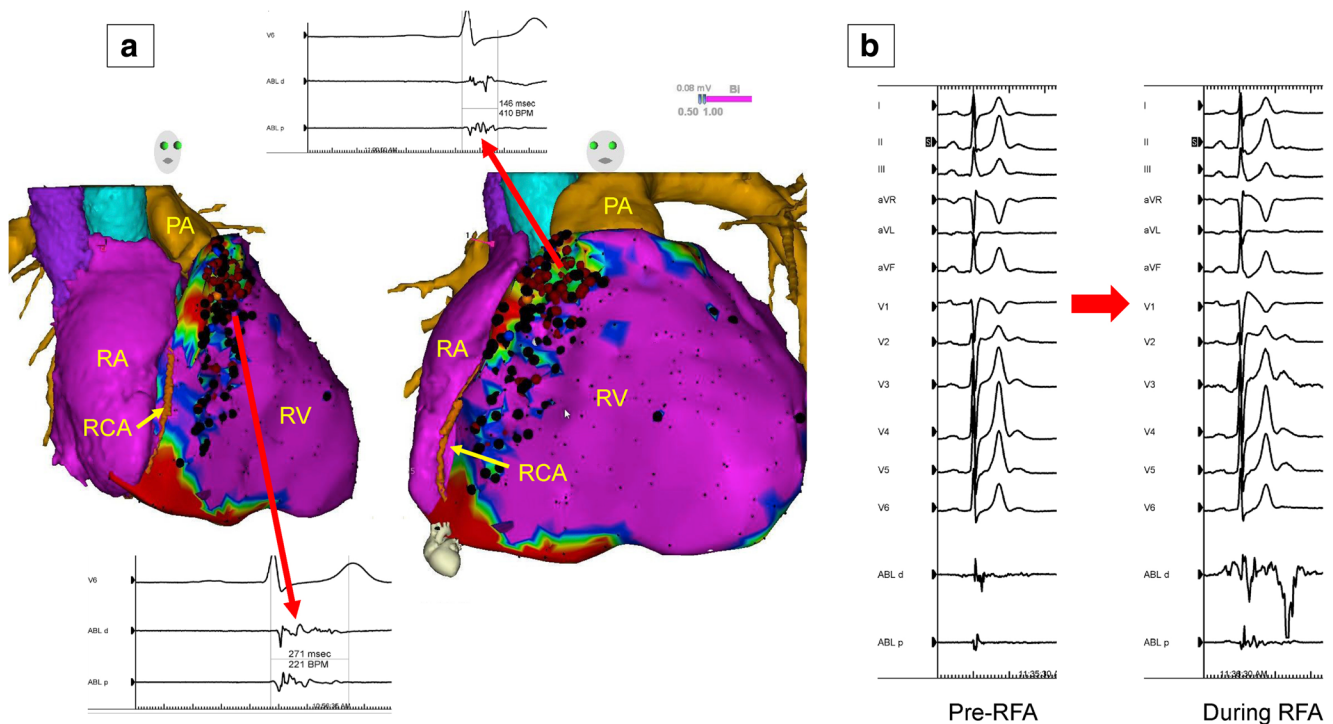 a
V6
ABL d
ABL p
146 msec
410 BPM
0.08 mV
Bi
0.50 1.00
PA
RA
RCA
RV
PA
RA
RV
RCA
V6
ABL d
ABL p
271 msec
221 BPM
b
I
II
S
III
aVR
aVL
aVF
V1
V2
V3
V4
V5
V6
ABL d
ABL p
Pre-RFA
I
II
S
III
aVR
aVL
aVF
V1
V2
V3
V4
V5
V6
ABL d
ABL p
During RFA